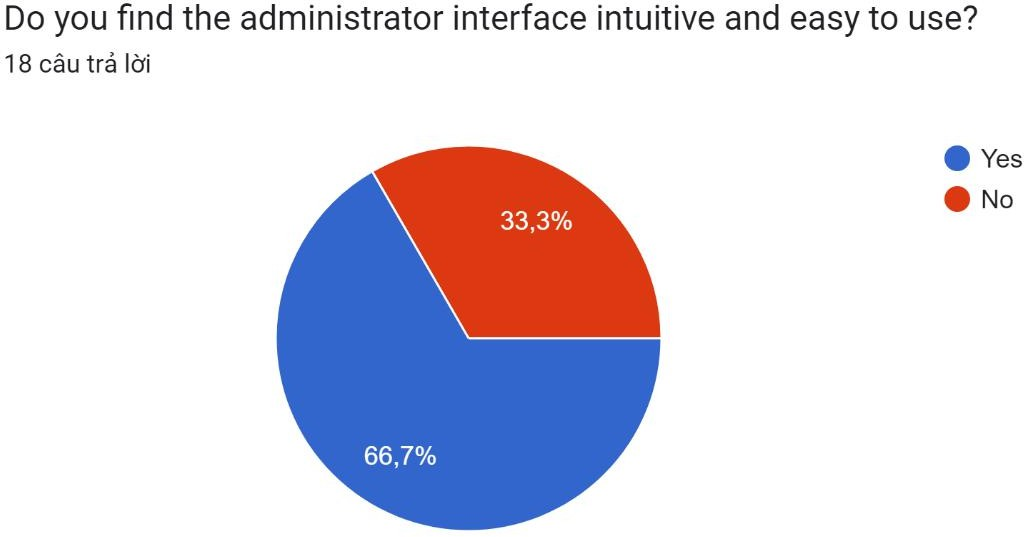 Do you find the administrator interface intuitive and easy to use?
18 câu trả lời
Yes
No
33,3%
66,7%